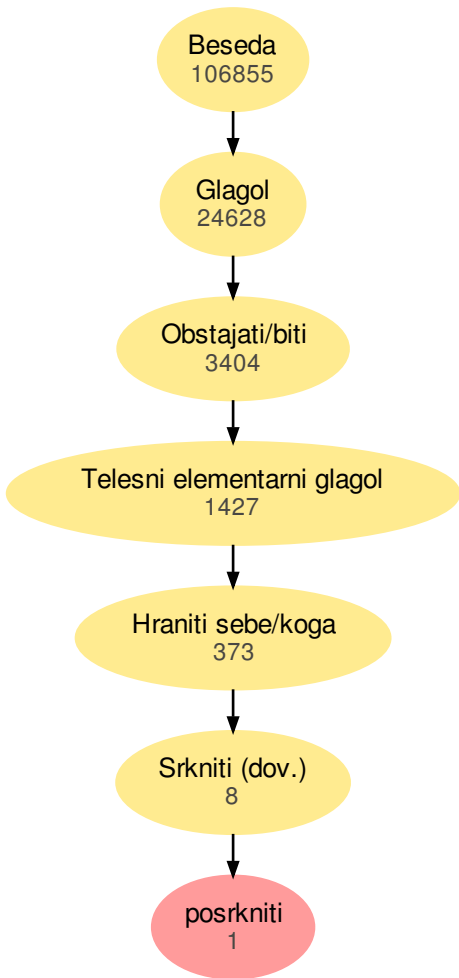 Beseda
106855
Glagol
24628
Obstajati/biti
3404
Telesni elementarni glagol
1427
Hraniti sebe/koga
373
Srkniti (dov.)
8
posrkniti
1